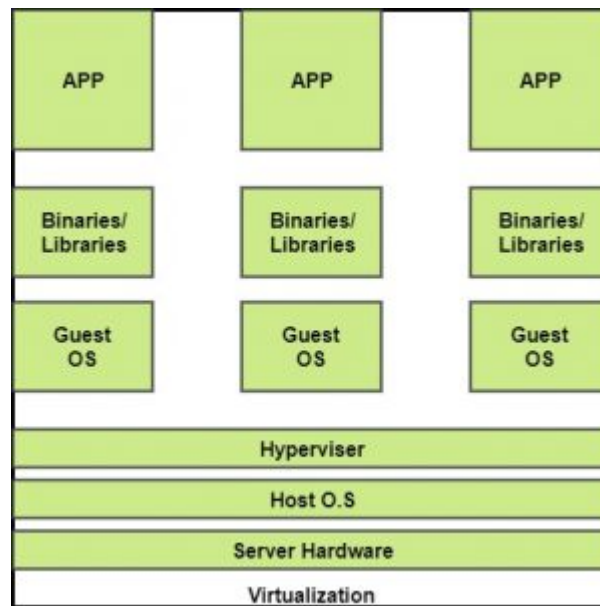 APP APP APP
Binaries/ Binaries/ Binaries/
Libraries Libraries Libraries
Guest Guest Guest
OS OS OS
Hyperviser
Host O.S
Server Hardware
Virtualization